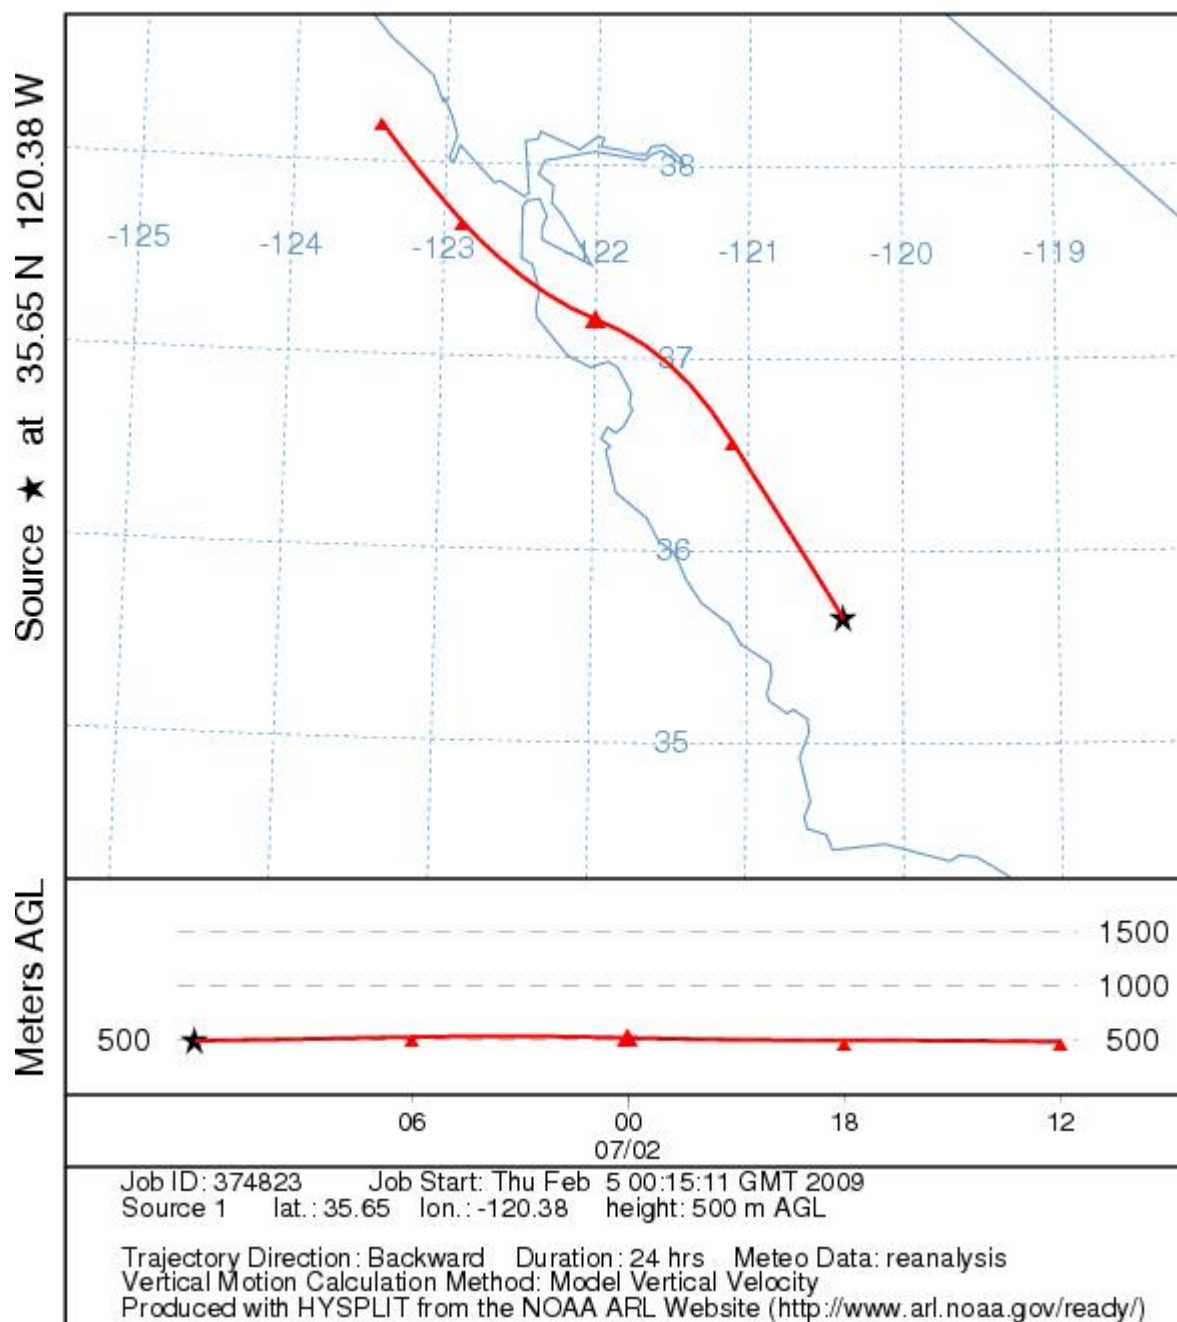 Source ★ at 35.65 N 120.38 W
38
-125 -124 -123 -122 -121 -120 -119
37
36
35
Meters AGL
1500
1000
500 500
06 00 18 12
07/02
Job ID: 374823 Job Start: Thu Feb 5 00:15:11 GMT 2009
Source 1 lat.: 35.65 lon.: -120.38 height: 500 m AGL
Trajectory Direction: Backward Duration: 24 hrs Meteo Data: reanalysis
Vertical Motion Calculation Method: Model Vertical Velocity
Produced with HYSPLIT from the NOAA ARL Website (http://www.arl.noaa.gov/ready/)